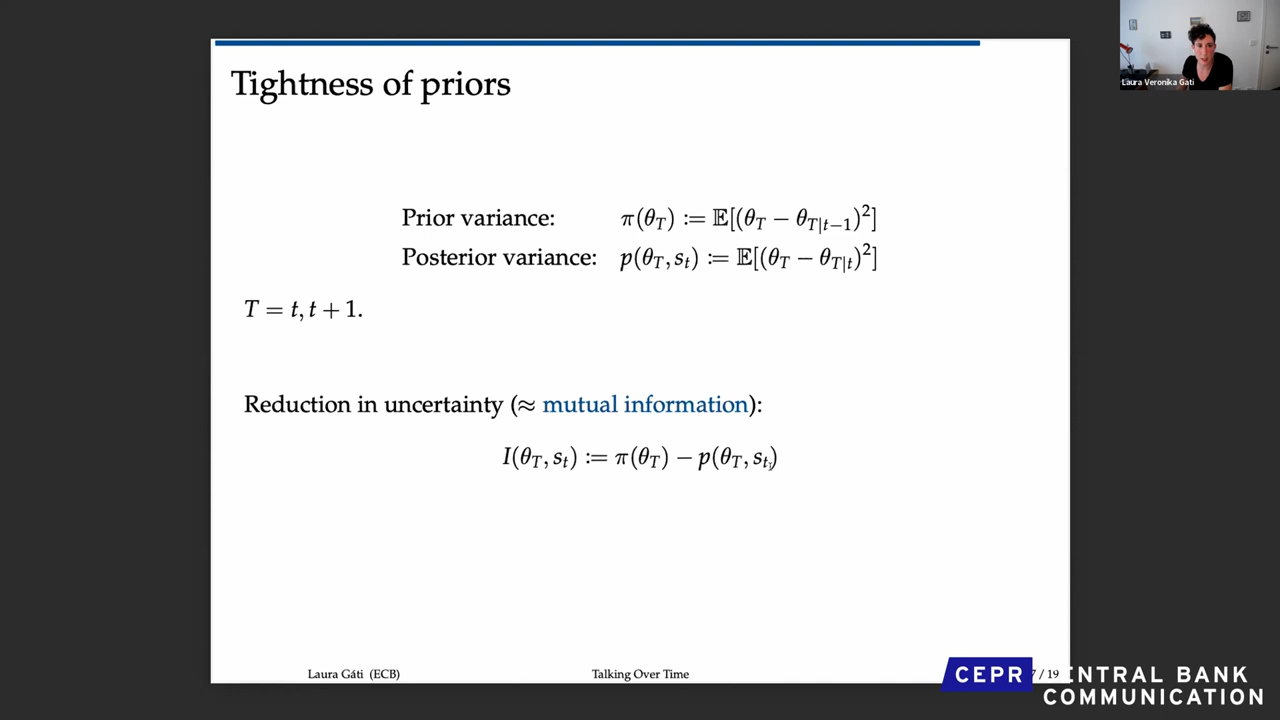 Tightness of priors
Laura Veronika Gati
Prior variance: π(θ_T) := 𝔼[(θ_T − θ_{T|t−1})²]
Posterior variance: p(θ_T, s_t) := 𝔼[(θ_T − θ_{T|t})²]
T = t, t + 1.
Reduction in uncertainty (≈ mutual information):
I(θ_T, s_t) := π(θ_T) − p(θ_T, s_t)
Laura Gáti (ECB) Talking Over Time / 19
CEPR CENTRAL BANK
COMMUNICATION